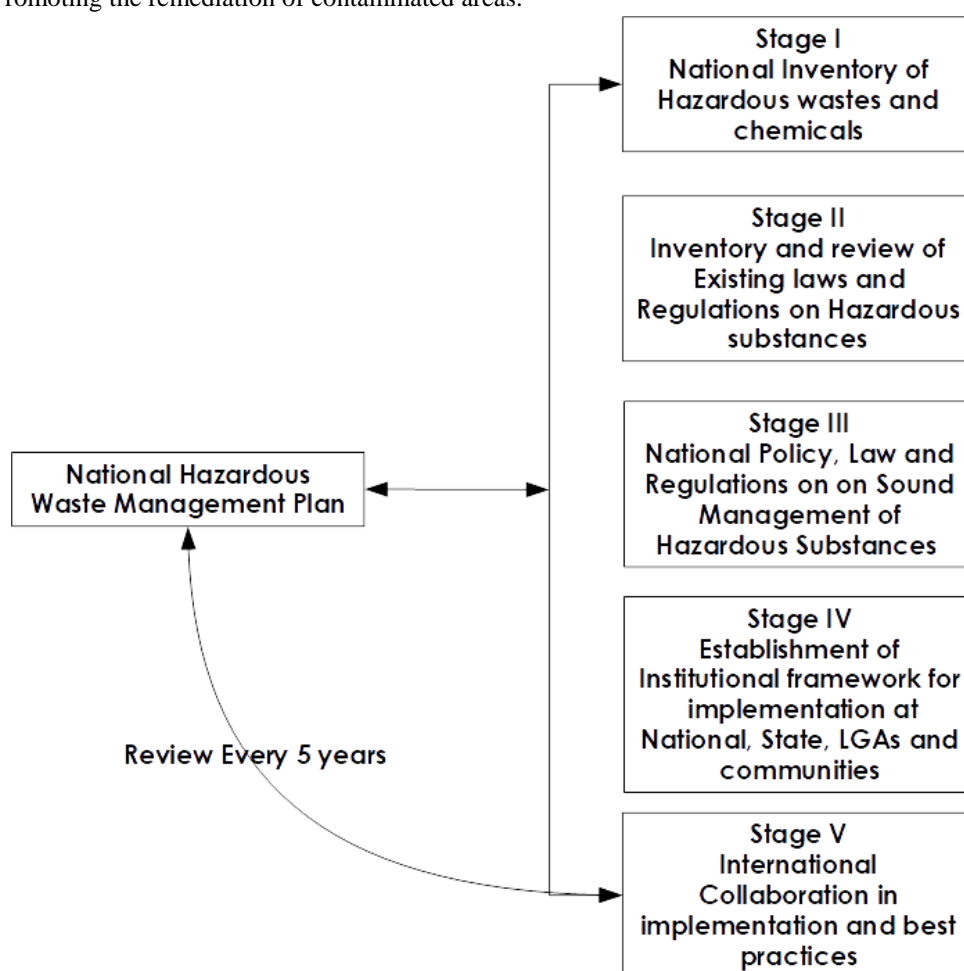 romoting the remediation of contaminated areas.
Stage I
National Inventory of
Hazardous wastes and
chemicals
Stage II
Inventory and review of
Existing laws and
Regulations on Hazardous
substances
Stage III
National Policy, Law and
Regulations on on Sound
Management of
Hazardous Substances
National Hazardous
Waste Management Plan
Stage IV
Establishment of
Institutional framework for
implementation at
National, State, LGAs and
communities
Review Every 5 years
Stage V
International
Collaboration in
implementation and best
practices